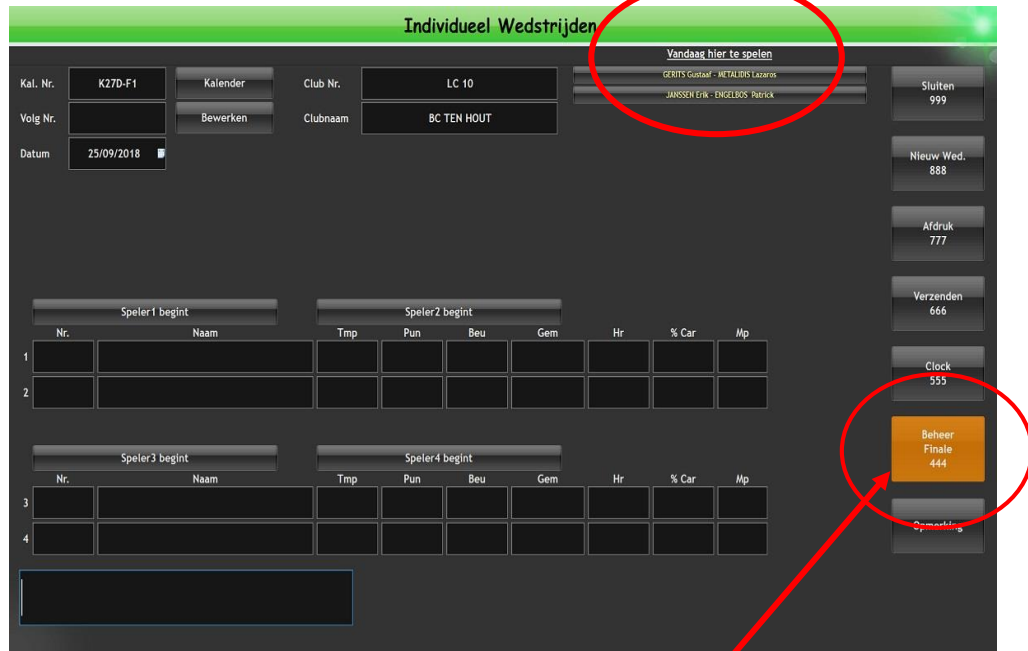 Individueel Wedstrijden
Vandaag hier te spelen
GERITS Gustaaf - METALIDIS Lazaros
JANSSEN Erik - ENGELBOS Patrick
Kal. Nr. K27D-F1 Kalender Club Nr. LC 10
Volg Nr. Bewerken Clubnaam BC TEN HOUT
Datum 25/09/2018
Sluiten
999
Nieuw Wed.
888
Afdruk
777
Verzenden
666
Clock
555
Beheer
Finale
444
Opmerking
Speler1 begint Speler2 begint
Nr. Naam Tmp Pun Beu Gem Hr % Car Mp
1
2
Speler3 begint Speler4 begint
Nr. Naam Tmp Pun Beu Gem Hr % Car Mp
3
4